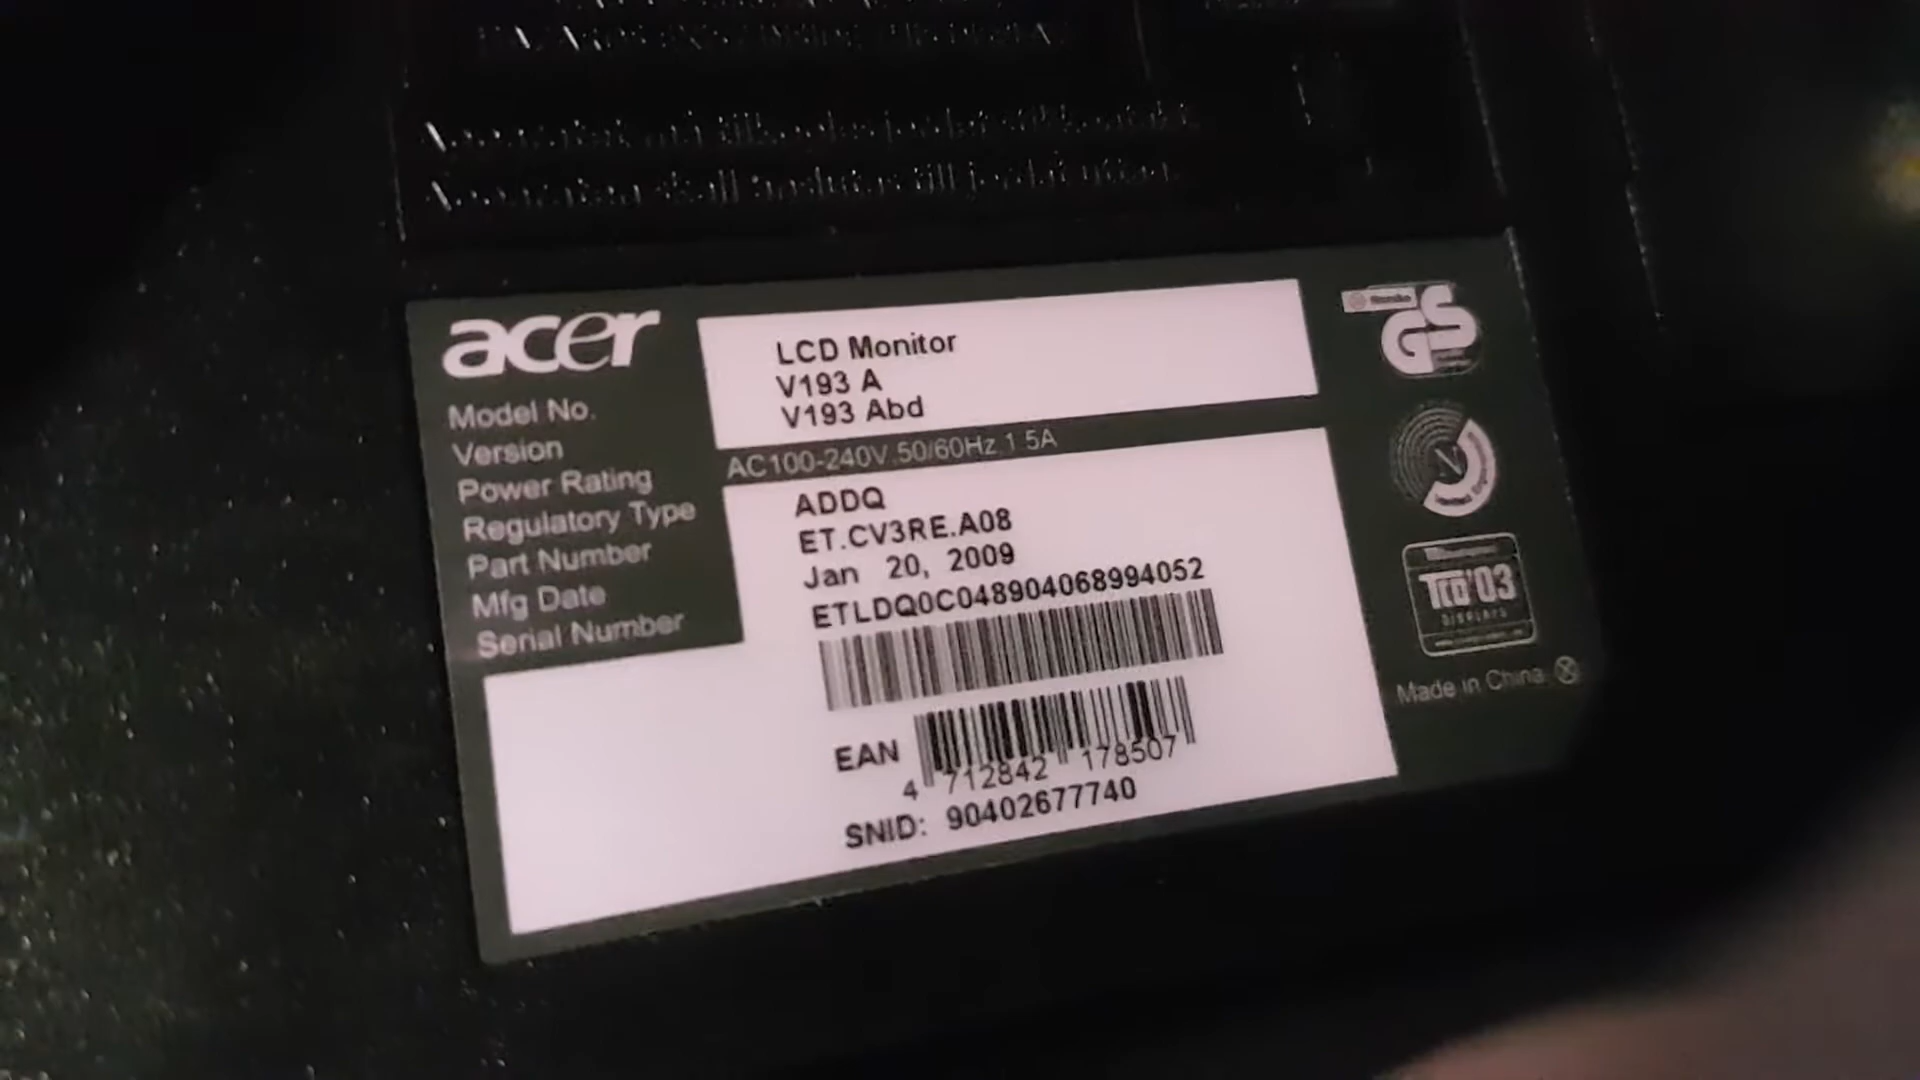 acer
LCD Monitor
Model No. V193 A
Version V193 Abd
Power Rating AC100-240V,50/60Hz,1.5A
Regulatory Type ADDQ
Part Number ET.CV3RE.A08
Mfg Date Jan 20, 2009
Serial Number ETLDQ0C048904068994052
EAN
4 712842 178507
SNID: 90402677740
GS
N
TCO'03
DISPLAYS
Made in China